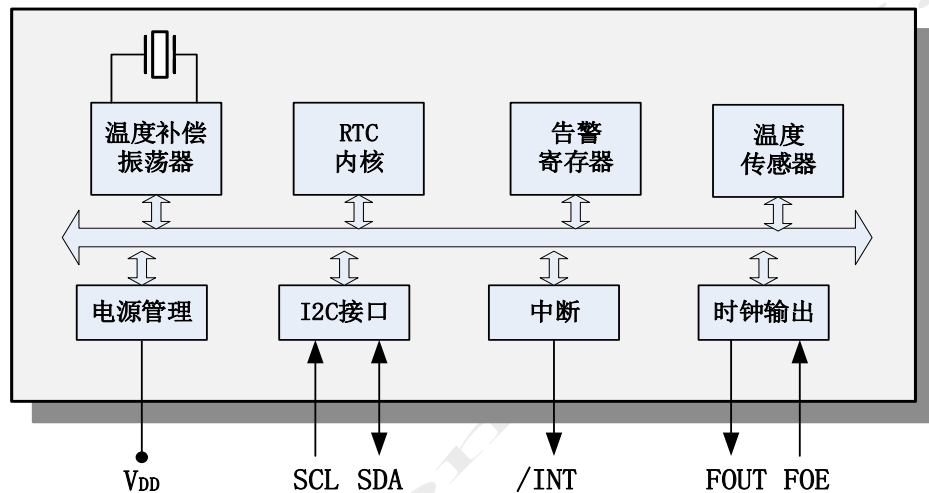 温度补偿
振荡器
RTC
内核
告警
寄存器
温度
传感器
电源管理
I2C接口
中断
时钟输出
VDD
SCL SDA
/INT
FOUT FOE